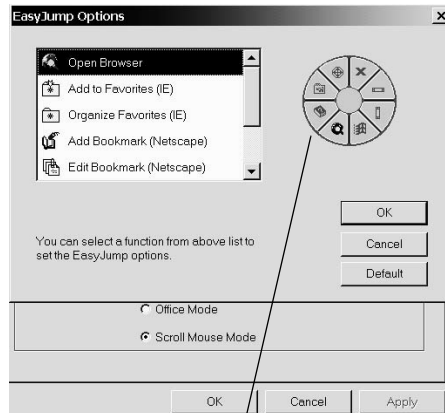 EasyJump Options
Open Browser
Add to Favorites (IE)
Organize Favorites (IE)
Add Bookmark (Netscape)
Edit Bookmark (Netscape)
OK
You can select a function from above list to
set the EasyJump options.
Cancel
Default
Office Mode
Scroll Mouse Mode
OK
Cancel
Apply